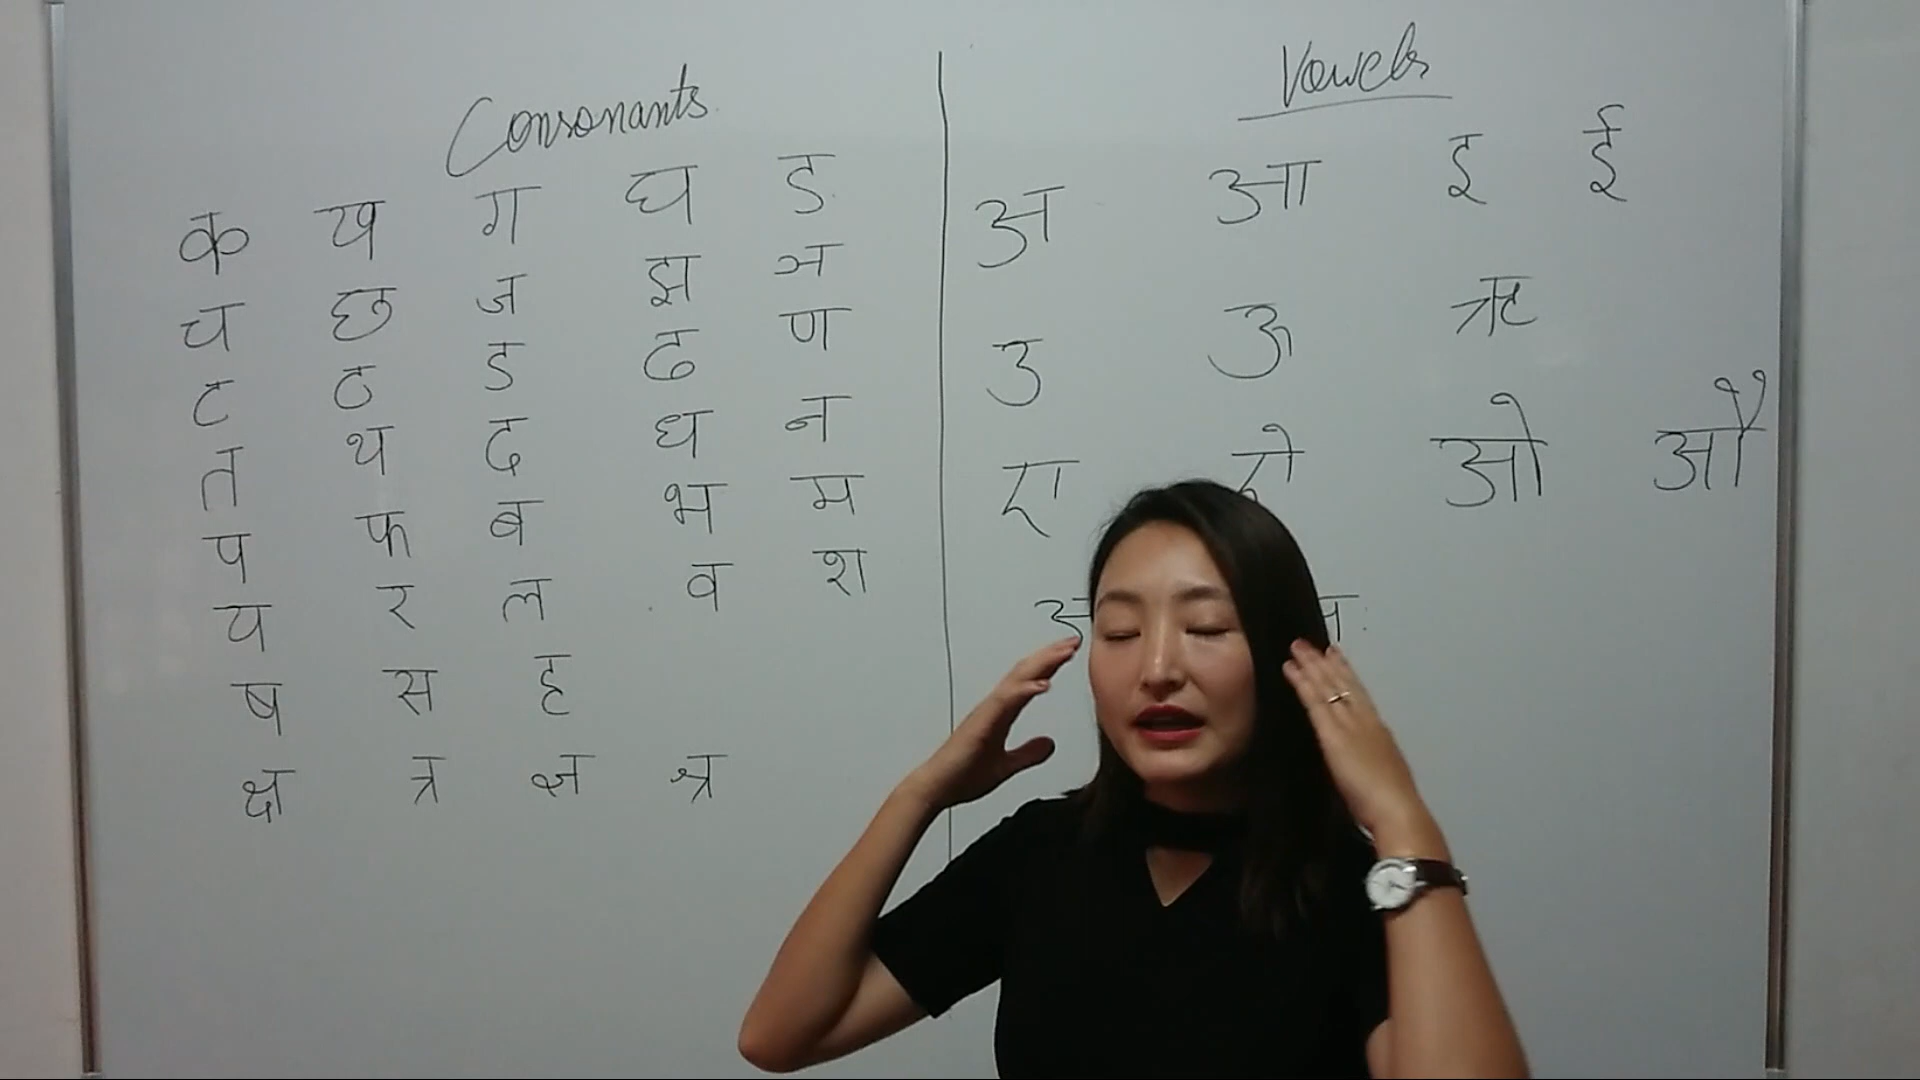 Consonants
क ख ग घ ड
च छ ज झ ञ
ट ठ ड ढ ण
त थ द ध न
प फ ब भ म
य र ल व श
ष स ह
क्ष त्र ज्ञ श्र
Vowels
अ आ इ ई
उ ऊ ऋ
ए ओ औ